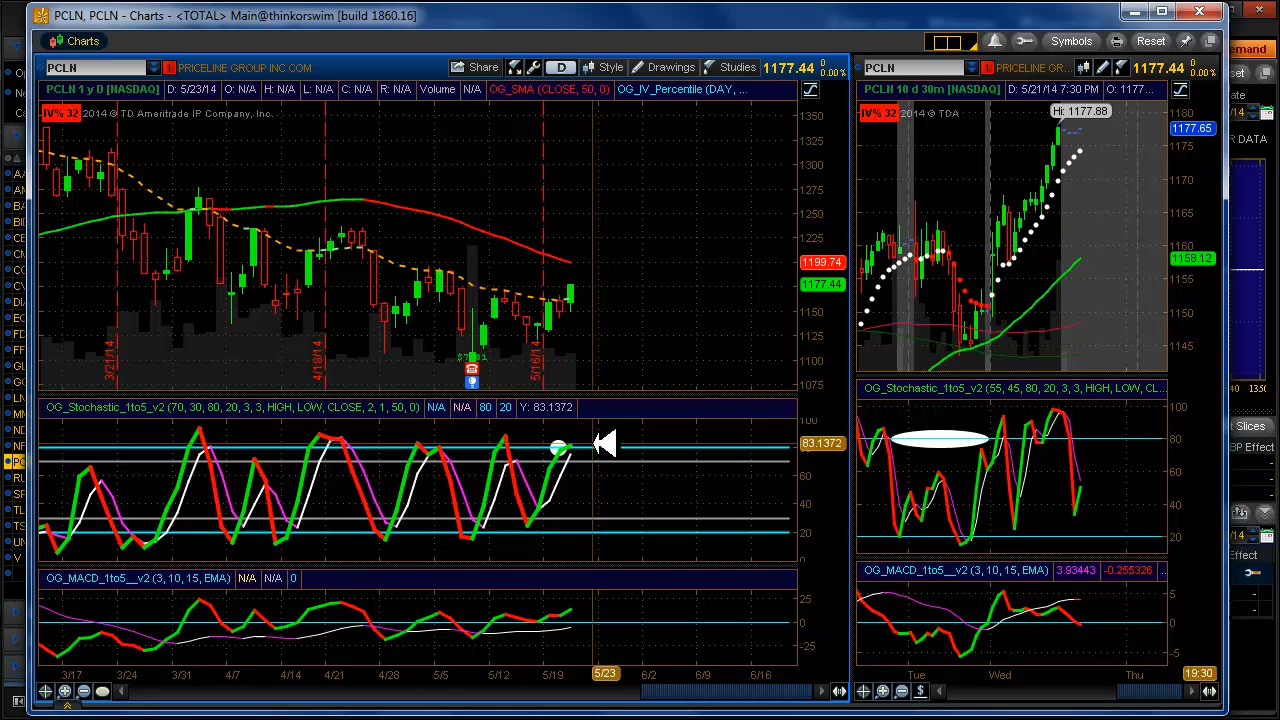 PCLN, PCLN - Charts - <TOTAL> Main@thinkorswim [build 1860.16]
Charts
Symbols
Reset
PCLN
1
PRICELINE GROUP INC COM
Share
D
Style
Drawings
Studies
1177.44
0.00%
PCLN 1 y D [NASDAQ]
D: 5/23/14
O: N/A
H: N/A
L: N/A
C: N/A
R: N/A
Volume
N/A
OG_SMA (CLOSE, 50, 0)
OG_IV_Percentile (DAY, ...
IV% 32
2014 © TD Ameritrade IP Company, Inc.
1350
1325
1300
1275
1250
1225
1199.74
1177.44
1150
1125
1100
1075
3/21/14
4/18/14
5/16/14
OG_Stochastic_1to5_v2 (70, 30, 80, 20, 3, 3, HIGH, LOW, CLOSE, 2, 1, 50, 0)
N/A
N/A
80
20
Y: 83.1372
100
83.1372
60
40
20
0
OG_MACD_1to5__v2 (3, 10, 15, EMA)
N/A
N/A
0
25
0
-25
3/17
3/24
3/31
4/7
4/14
4/21
4/28
5/5
5/12
5/19
5/23
6/2
6/9
6/16
PCLN
1
PRICELINE GR...
1177.44
0.00%
PCLN 10 d 30m [NASDAQ]
D: 5/21/14 7:30 PM
O: 1177...
IV% 32
2014 © TDA
Hi: 1177.88
1180
1177.65
1175
1170
1165
1160
1158.12
1155
1150
1145
OG_Stochastic_1to5_v2 (55, 45, 80, 20, 3, 3, HIGH, LOW, CL...
100
80
60
40
20
OG_MACD_1to5__v2 (3, 10, 15, EMA)
3.93443
-0.255326
..
5
0
-5
Tue
Wed
Thu
19:30
$